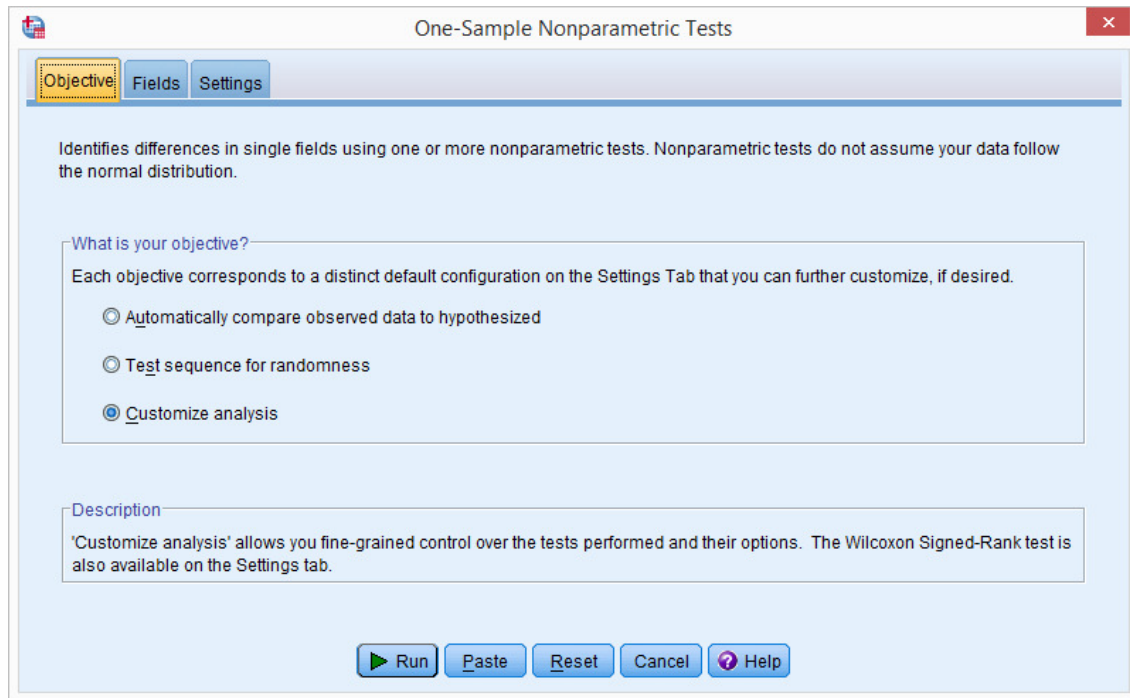 One-Sample Nonparametric Tests
Objective Fields Settings
Identifies differences in single fields using one or more nonparametric tests. Nonparametric tests do not assume your data follow
the normal distribution.
What is your objective?
Each objective corresponds to a distinct default configuration on the Settings Tab that you can further customize, if desired.
Automatically compare observed data to hypothesized
Test sequence for randomness
Customize analysis
Description
'Customize analysis' allows you fine-grained control over the tests performed and their options. The Wilcoxon Signed-Rank test is
also available on the Settings tab.
Run Paste Reset Cancel Help